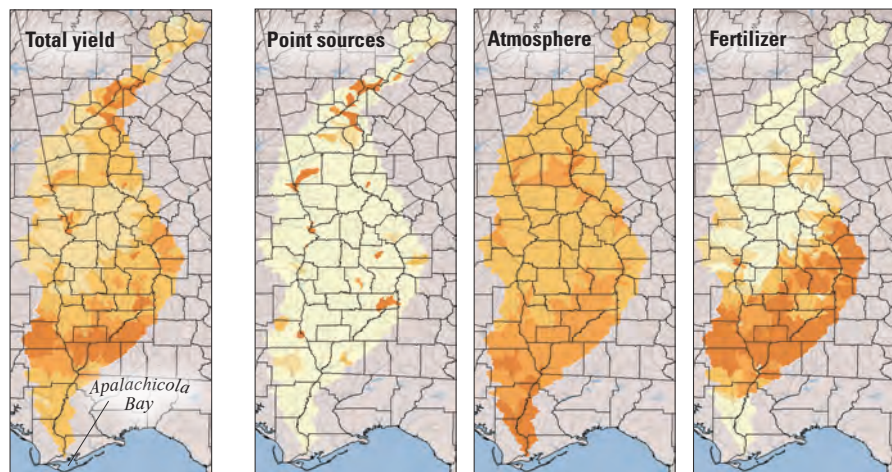 Total yield
Point sources
Atmosphere
Fertilizer
Apalachicola
Bay